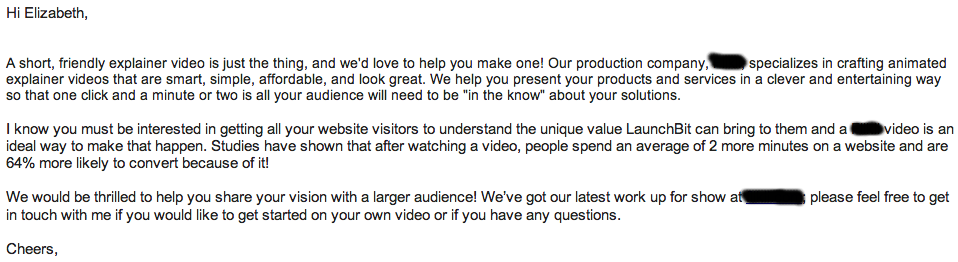 Hi Elizabeth,
A short, friendly explainer video is just the thing, and we'd love to help you make one! Our production company, specializes in crafting animated
explainer videos that are smart, simple, affordable, and look great. We help you present your products and services in a clever and entertaining way
so that one click and a minute or two is all your audience will need to be "in the know" about your solutions.
I know you must be interested in getting all your website visitors to understand the unique value LaunchBit can bring to them and a video is an
ideal way to make that happen. Studies have shown that after watching a video, people spend an average of 2 more minutes on a website and are
64% more likely to convert because of it!
We would be thrilled to help you share your vision with a larger audience! We've got our latest work up for show at ; please feel free to get
in touch with me if you would like to get started on your own video or if you have any questions.
Cheers,